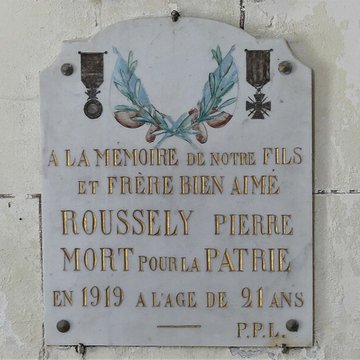 A LA MÉMOIRE DE NOTRE FILS
ET FRÈRE BIEN AIMÉ
ROUSSELY PIERRE
MORT POUR LA PATRIE
EN 1919 A L'AGE DE 21 ANS
P.P.L.